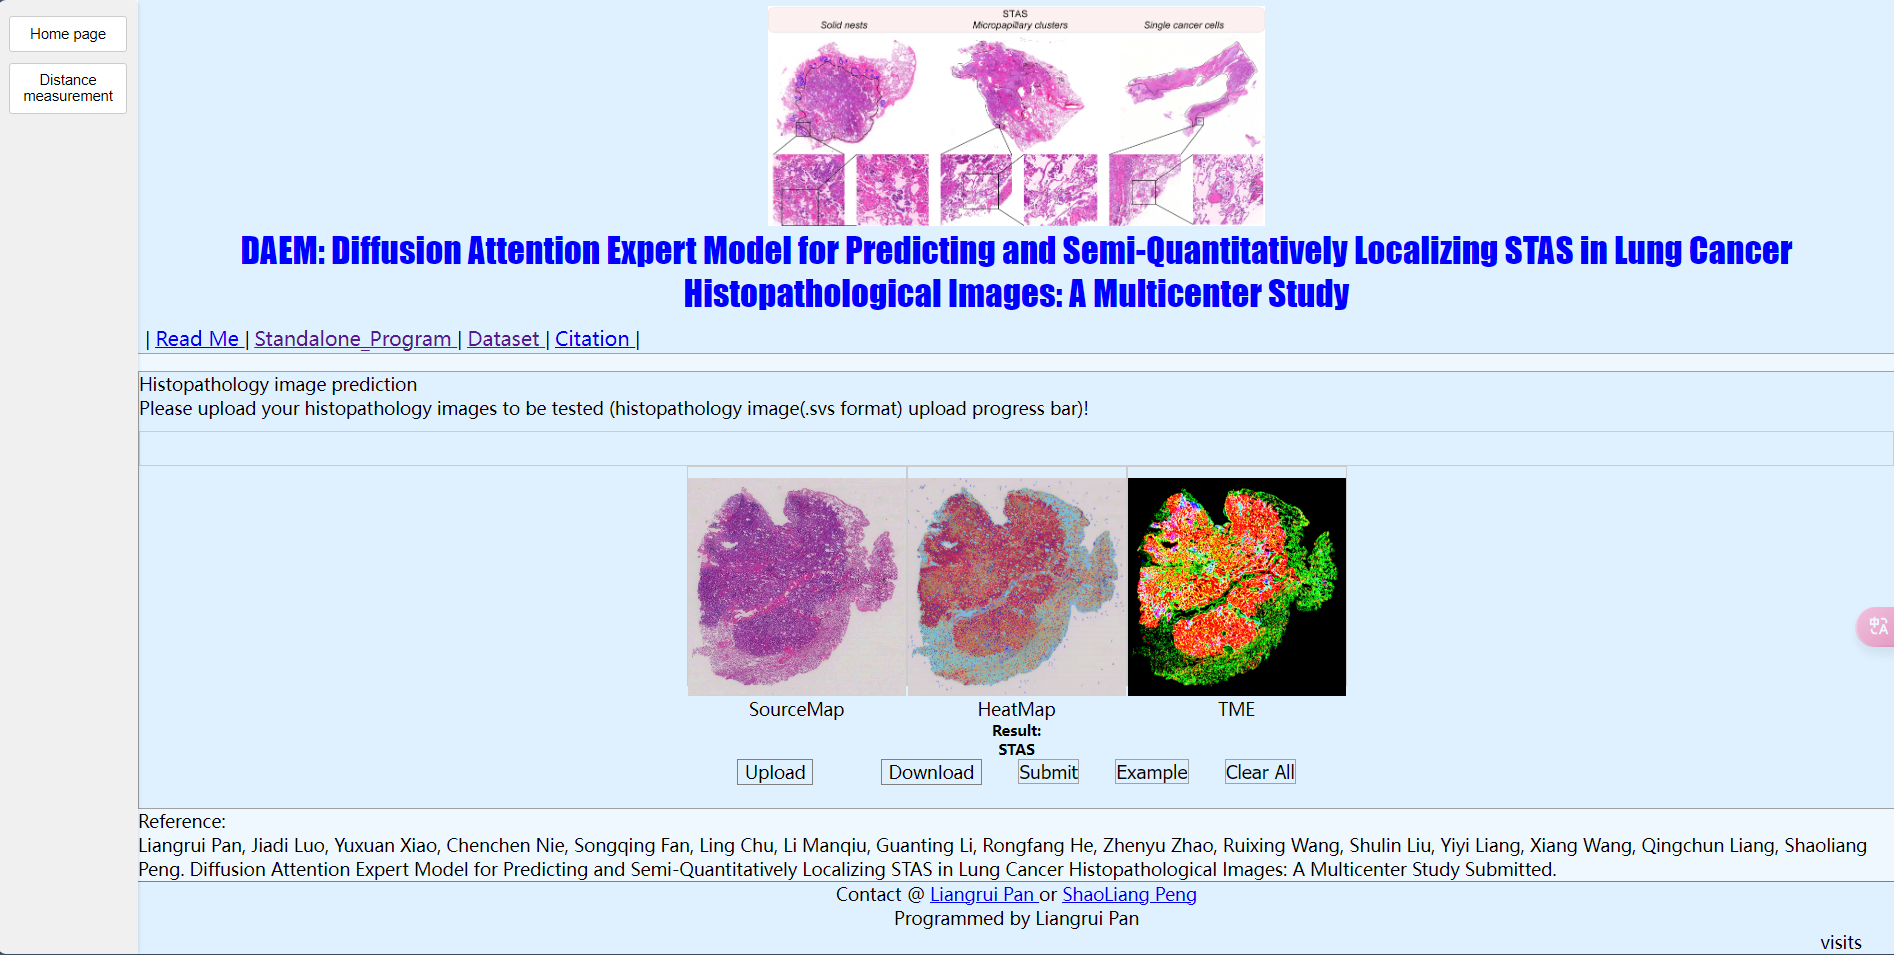 Home page
Distance
measurement
STAS
Solid nests Micropapillary clusters Single cancer cells
DAEM: Diffusion Attention Expert Model for Predicting and Semi-Quantitatively Localizing STAS in Lung Cancer
Histopathological Images: A Multicenter Study
| Read Me | Standalone_Program | Dataset | Citation |
Histopathology image prediction
Please upload your histopathology images to be tested (histopathology image(.svs format) upload progress bar)!
SourceMap HeatMap TME
Result:
STAS
Upload Download Submit Example Clear All
Reference:
Liangrui Pan, Jiadi Luo, Yuxuan Xiao, Chenchen Nie, Songqing Fan, Ling Chu, Li Manqiu, Guanting Li, Rongfang He, Zhenyu Zhao, Ruixing Wang, Shulin Liu, Yiyi Liang, Xiang Wang, Qingchun Liang, Shaoliang
Peng. Diffusion Attention Expert Model for Predicting and Semi-Quantitatively Localizing STAS in Lung Cancer Histopathological Images: A Multicenter Study Submitted.
Contact @ Liangrui Pan or ShaoLiang Peng
Programmed by Liangrui Pan
visits
中
A